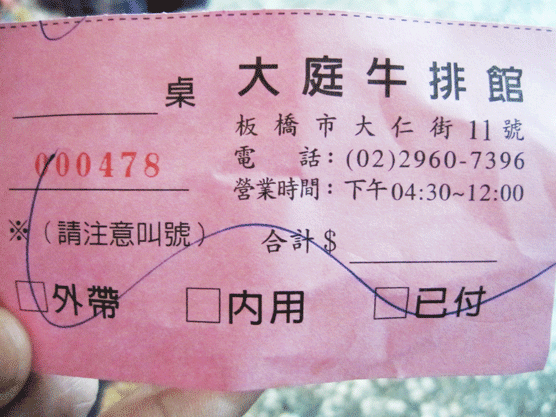 大庭牛排館
桌
板橋市大仁街11號
000478
電話:(02)2960-7396
營業時間:下午04:30~12:00
※(請注意叫號)
合計$
□外帶 □内用 □已付